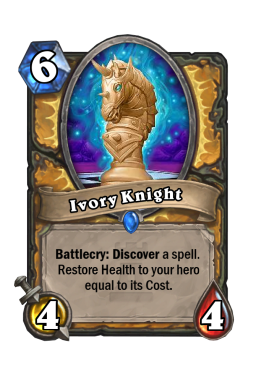 6
Ivory Knight
Battlecry: Discover a spell.
Restore Health to your hero
equal to its Cost.
4
4